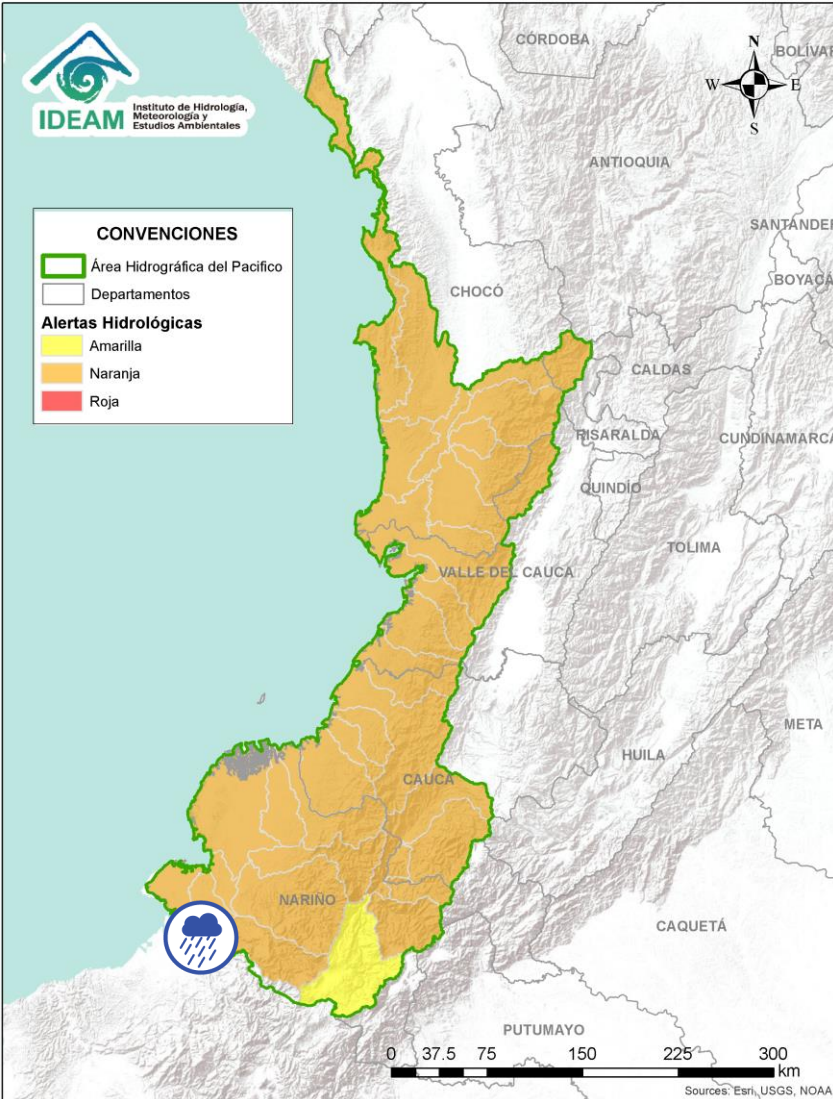 IDEAM
Instituto de Hidrología,
Meteorología y
Estudios Ambientales
CÓRDOBA
BOLÍVAR
N
W
E
S
ANTIOQUIA
SANTANDER
CONVENCIONES
Área Hidrográfica del Pacifico
Departamentos
Alertas Hidrológicas
Amarilla
Naranja
Roja
CHOCÓ
BOYACÁ
CALDAS
RISARALDA
CUNDINAMARCA
QUINDÍO
TOLIMA
VALLE DEL CAUCA
META
HUILA
CAUCA
NARIÑO
CAQUETÁ
PUTUMAYO
0 37.5 75 150 225 300
km
Sources: Esri, USGS, NOAA